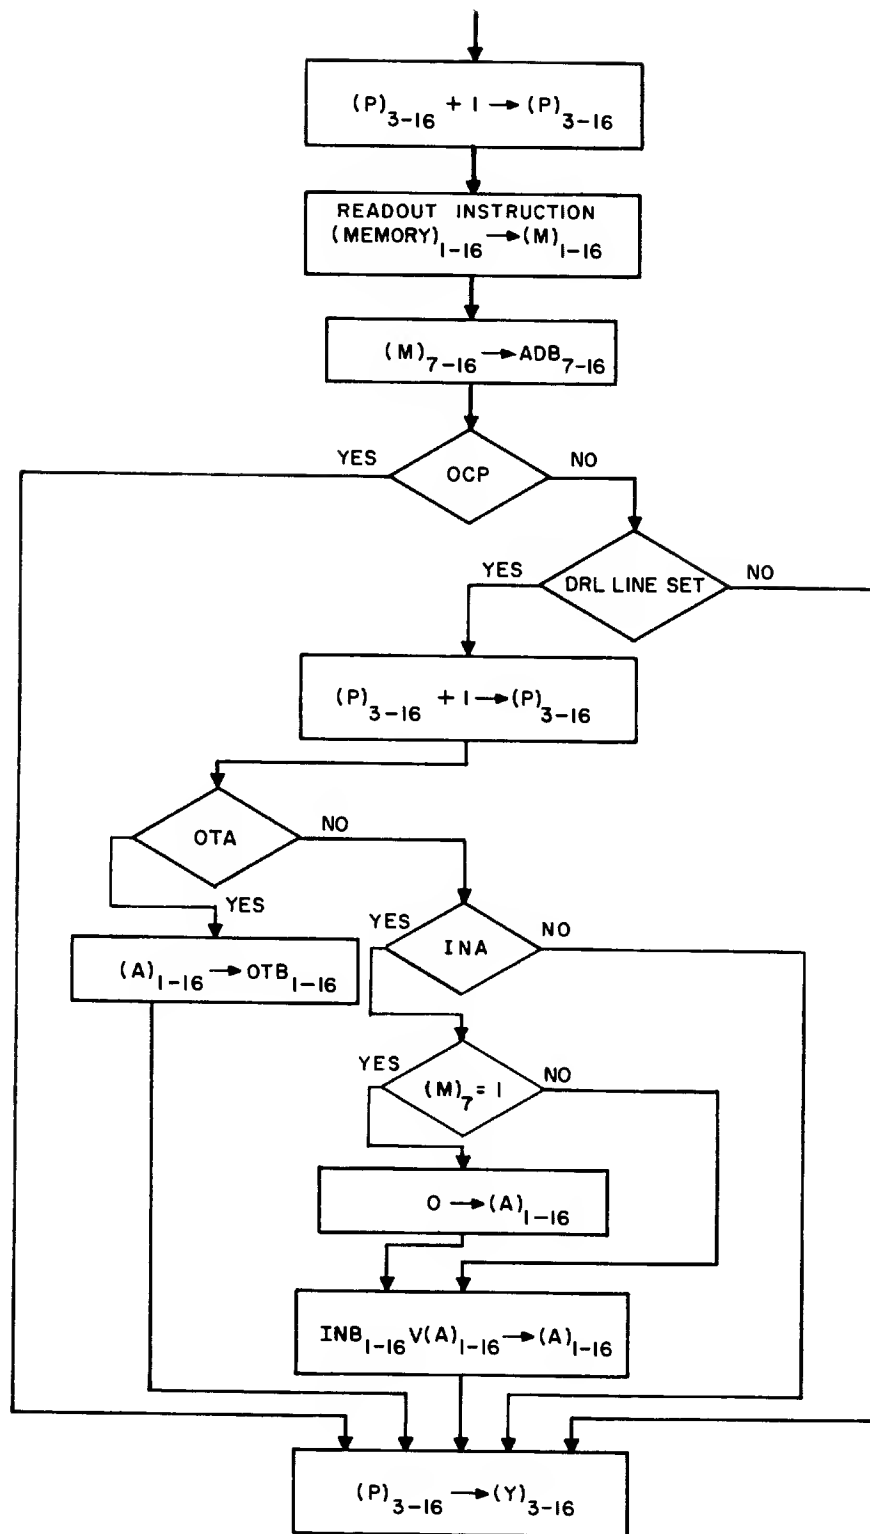 (P)3-16 + 1 → (P)3-16
READOUT INSTRUCTION
(MEMORY)1-16 → (M)1-16
(M)7-16 → ADB7-16
YES
OCP
NO
YES
DRL LINE SET
NO
(P)3-16 + 1 → (P)3-16
OTA
NO
YES
(A)1-16 → OTB1-16
YES
INA
NO
YES
(M)7 = 1
NO
0 → (A)1-16
INB1-16 V(A)1-16 → (A)1-16
(P)3-16 → (Y)3-16